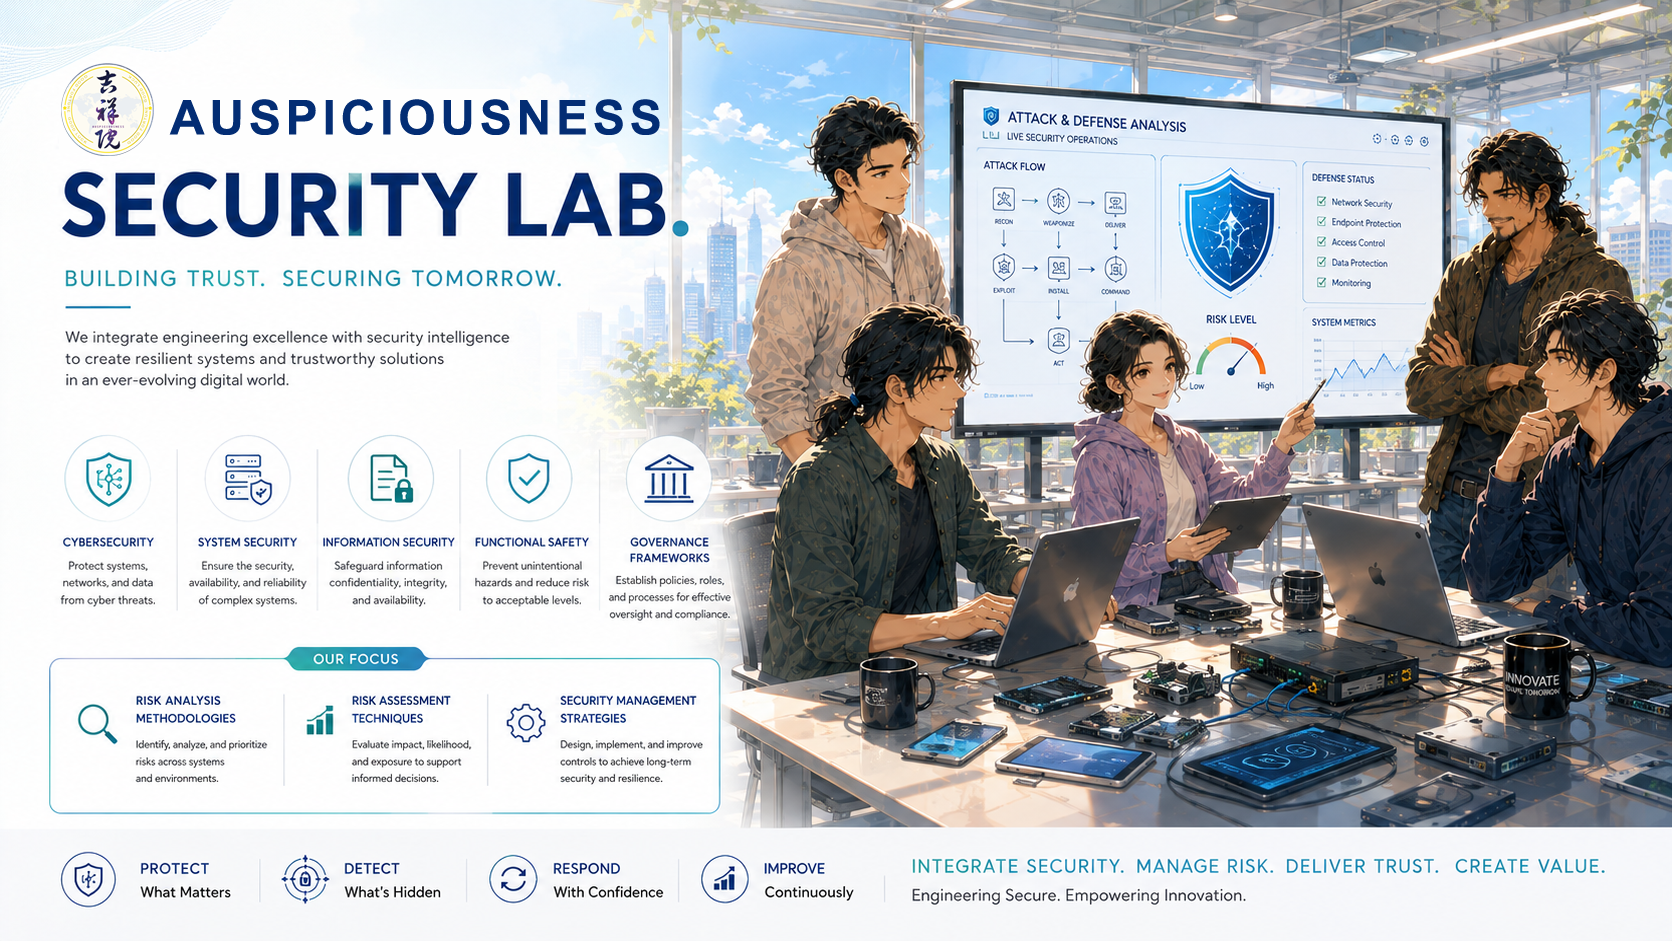 吉祥院
AUSPICIOUSNESS
SECURITY LAB.
BUILDING TRUST. SECURING TOMORROW.
We integrate engineering excellence with security intelligence
to create resilient systems and trustworthy solutions
in an ever-evolving digital world.
CYBERSECURITY
Protect systems,
networks, and data
from cyber threats.
SYSTEM SECURITY
Ensure the security,
availability, and reliability
of complex systems.
INFORMATION SECURITY
Safeguard information
confidentiality, integrity,
and availability.
FUNCTIONAL SAFETY
Prevent unintentional
hazards and reduce risk
to acceptable levels.
GOVERNANCE
FRAMEWORKS
Establish policies, roles,
and processes for effective
oversight and compliance.
OUR FOCUS
RISK ANALYSIS
METHODOLOGIES
Identify, analyze, and prioritize
risks across systems
and environments.
RISK ASSESSMENT
TECHNIQUES
Evaluate impact, likelihood,
and exposure to support
informed decisions.
SECURITY MANAGEMENT
STRATEGIES
Design, implement, and improve
controls to achieve long-term
security and resilience.
ATTACK & DEFENSE ANALYSIS
LIVE SECURITY OPERATIONS
ATTACK FLOW
RECON
WEAPONIZE
DELIVER
EXPLOIT
INSTALL
COMMAND
ACT
RISK LEVEL
Low
High
DEFENSE STATUS
Network Security
Endpoint Protection
Access Control
Data Protection
Monitoring
SYSTEM METRICS
INNOVATE
TOMORROW
PROTECT
What Matters
DETECT
What's Hidden
RESPOND
With Confidence
IMPROVE
Continuously
INTEGRATE SECURITY. MANAGE RISK. DELIVER TRUST. CREATE VALUE.
Engineering Secure. Empowering Innovation.